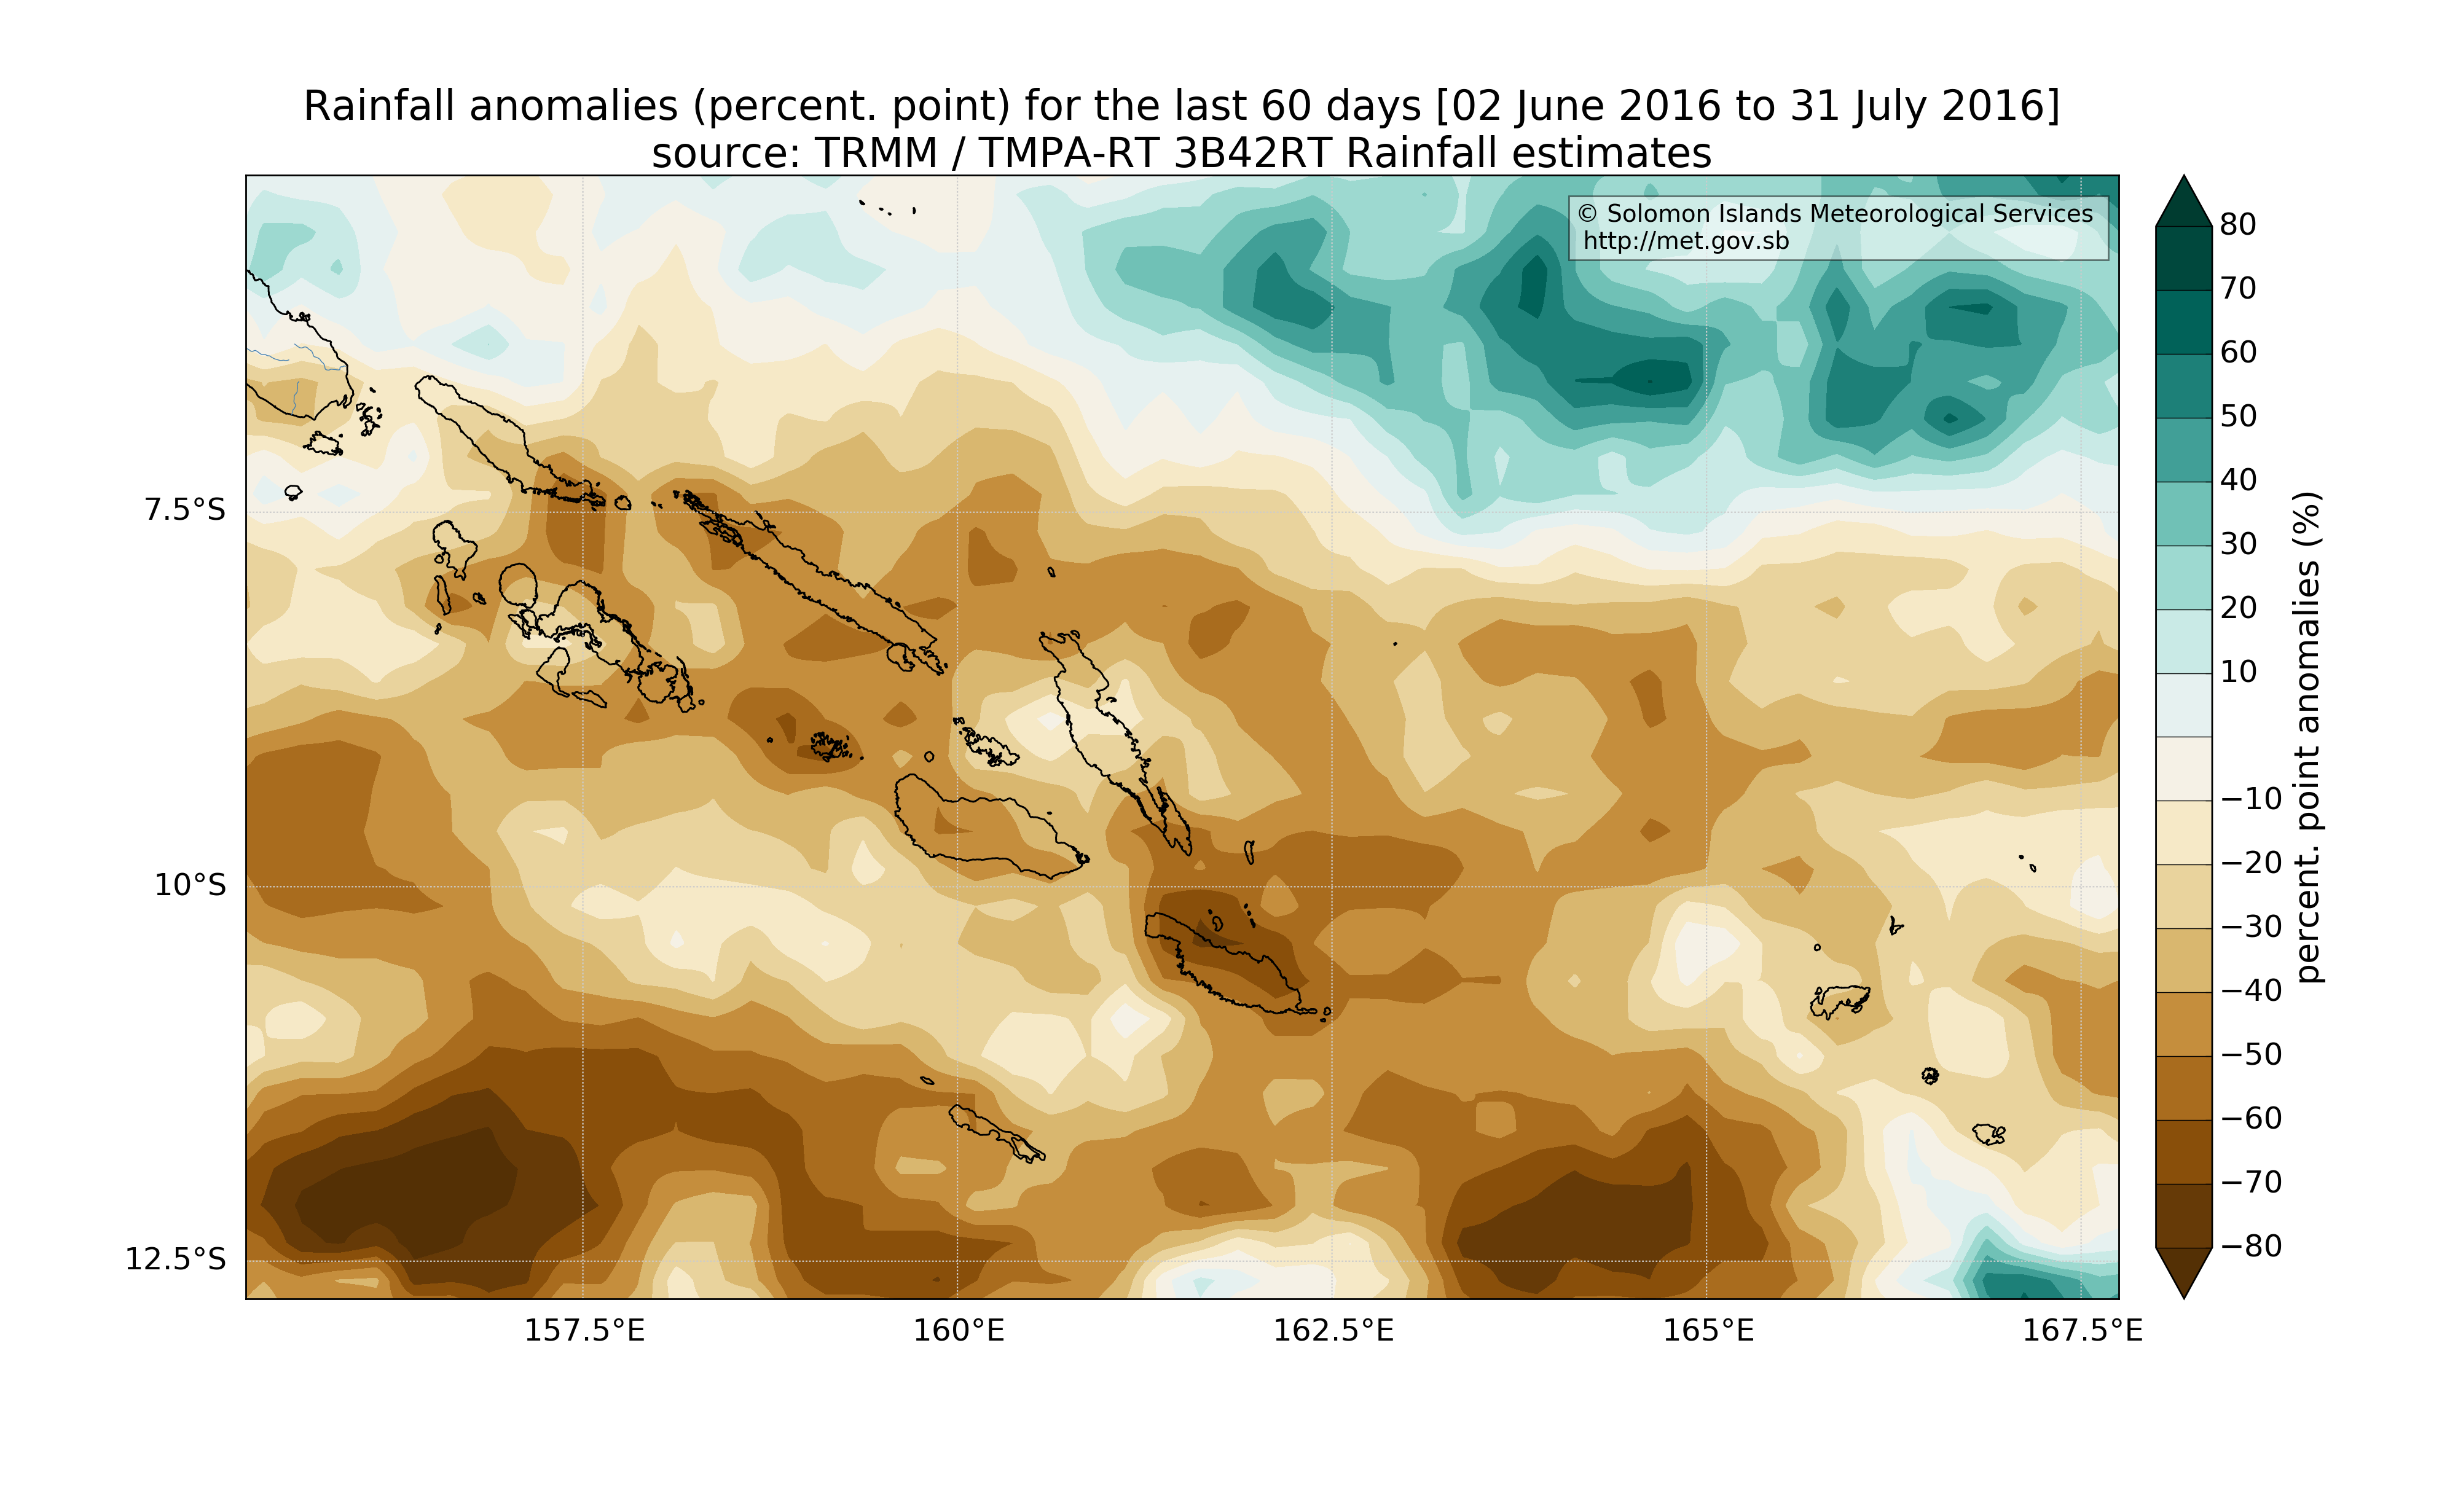 Rainfall anomalies (percent. point) for the last 60 days [02 June 2016 to 31 July 2016]
source: TRMM / TMPA-RT 3B42RT Rainfall estimates
© Solomon Islands Meteorological Services
http://met.gov.sb
7.5°S
10°S
12.5°S
157.5°E
160°E
162.5°E
165°E
167.5°E
80
70
60
50
40
30
20
10
−10
−20
−30
−40
−50
−60
−70
−80
percent. point anomalies (%)